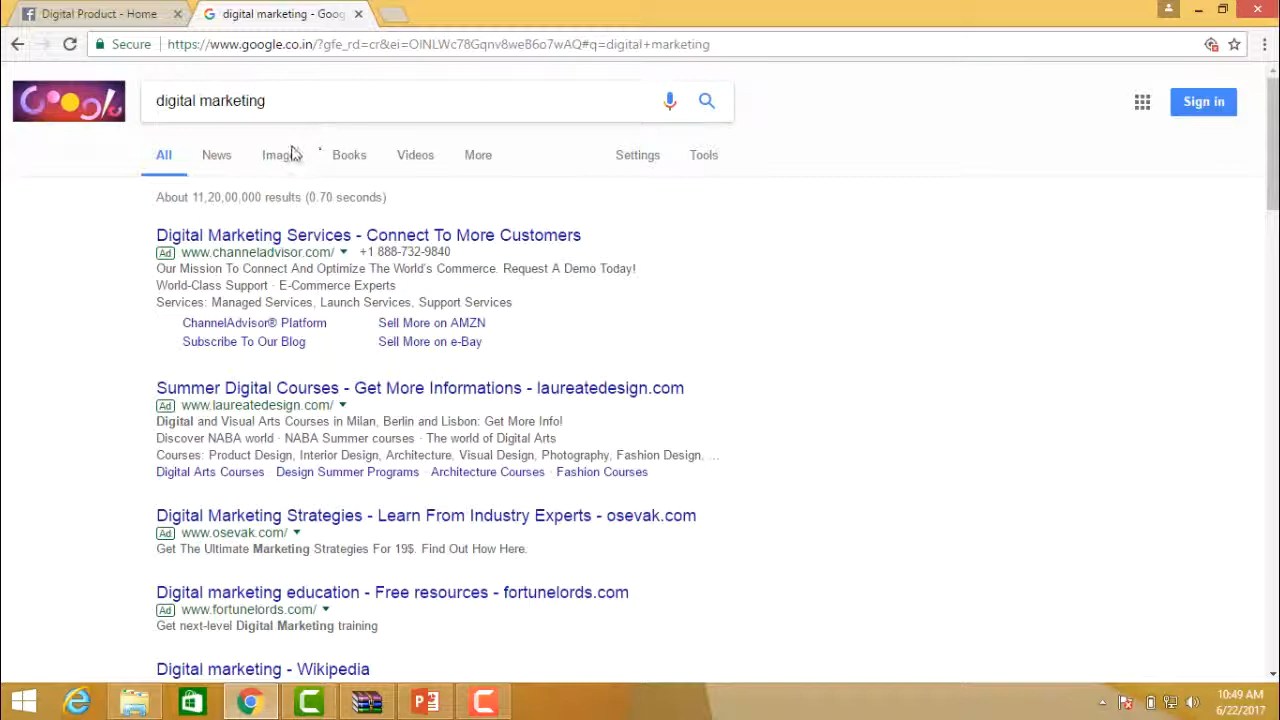 Digital Product - Home
digital marketing - Goo
Secure
https://www.google.co.in/?gfe_rd=cr&ei=OINLWc78Gqnv8weB6o7wAQ#q=digital+marketing
digital marketing
Sign in
All News Images Books Videos More Settings Tools
About 11,20,00,000 results (0.70 seconds)
Digital Marketing Services - Connect To More Customers
Ad www.channeladvisor.com/ +1 888-732-9840
Our Mission To Connect And Optimize The World's Commerce. Request A Demo Today!
World-Class Support · E-Commerce Experts
Services: Managed Services, Launch Services, Support Services
ChannelAdvisor® Platform Sell More on AMZN
Subscribe To Our Blog Sell More on e-Bay
Summer Digital Courses - Get More Informations - laureatedesign.com
Ad www.laureatedesign.com/
Digital and Visual Arts Courses in Milan, Berlin and Lisbon: Get More Info!
Discover NABA world · NABA Summer courses · The world of Digital Arts
Courses: Product Design, Interior Design, Architecture, Visual Design, Photography, Fashion Design, ...
Digital Arts Courses · Design Summer Programs · Architecture Courses · Fashion Courses
Digital Marketing Strategies - Learn From Industry Experts - osevak.com
Ad www.osevak.com/
Get The Ultimate Marketing Strategies For 19$. Find Out How Here.
Digital marketing education - Free resources - fortunelords.com
Ad www.fortunelords.com/
Get next-level Digital Marketing training
Digital marketing - Wikipedia
10:49 AM
6/22/2017